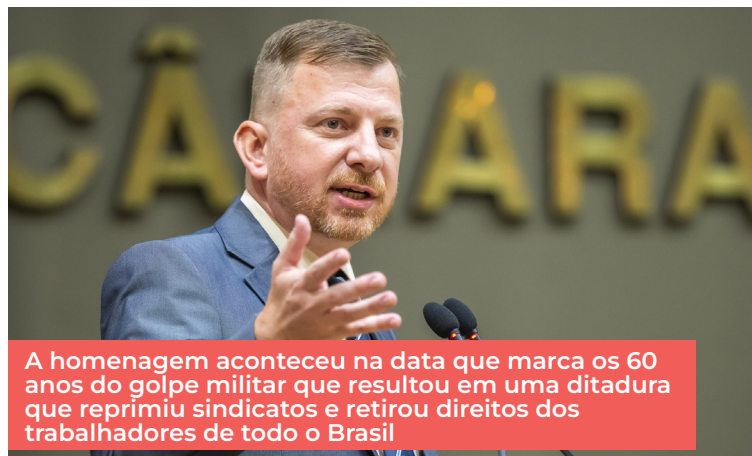 CÂMARA
A homenagem aconteceu na data que marca os 60
anos do golpe militar que resultou em uma ditadura
que reprimiu sindicatos e retirou direitos dos
trabalhadores de todo o Brasil